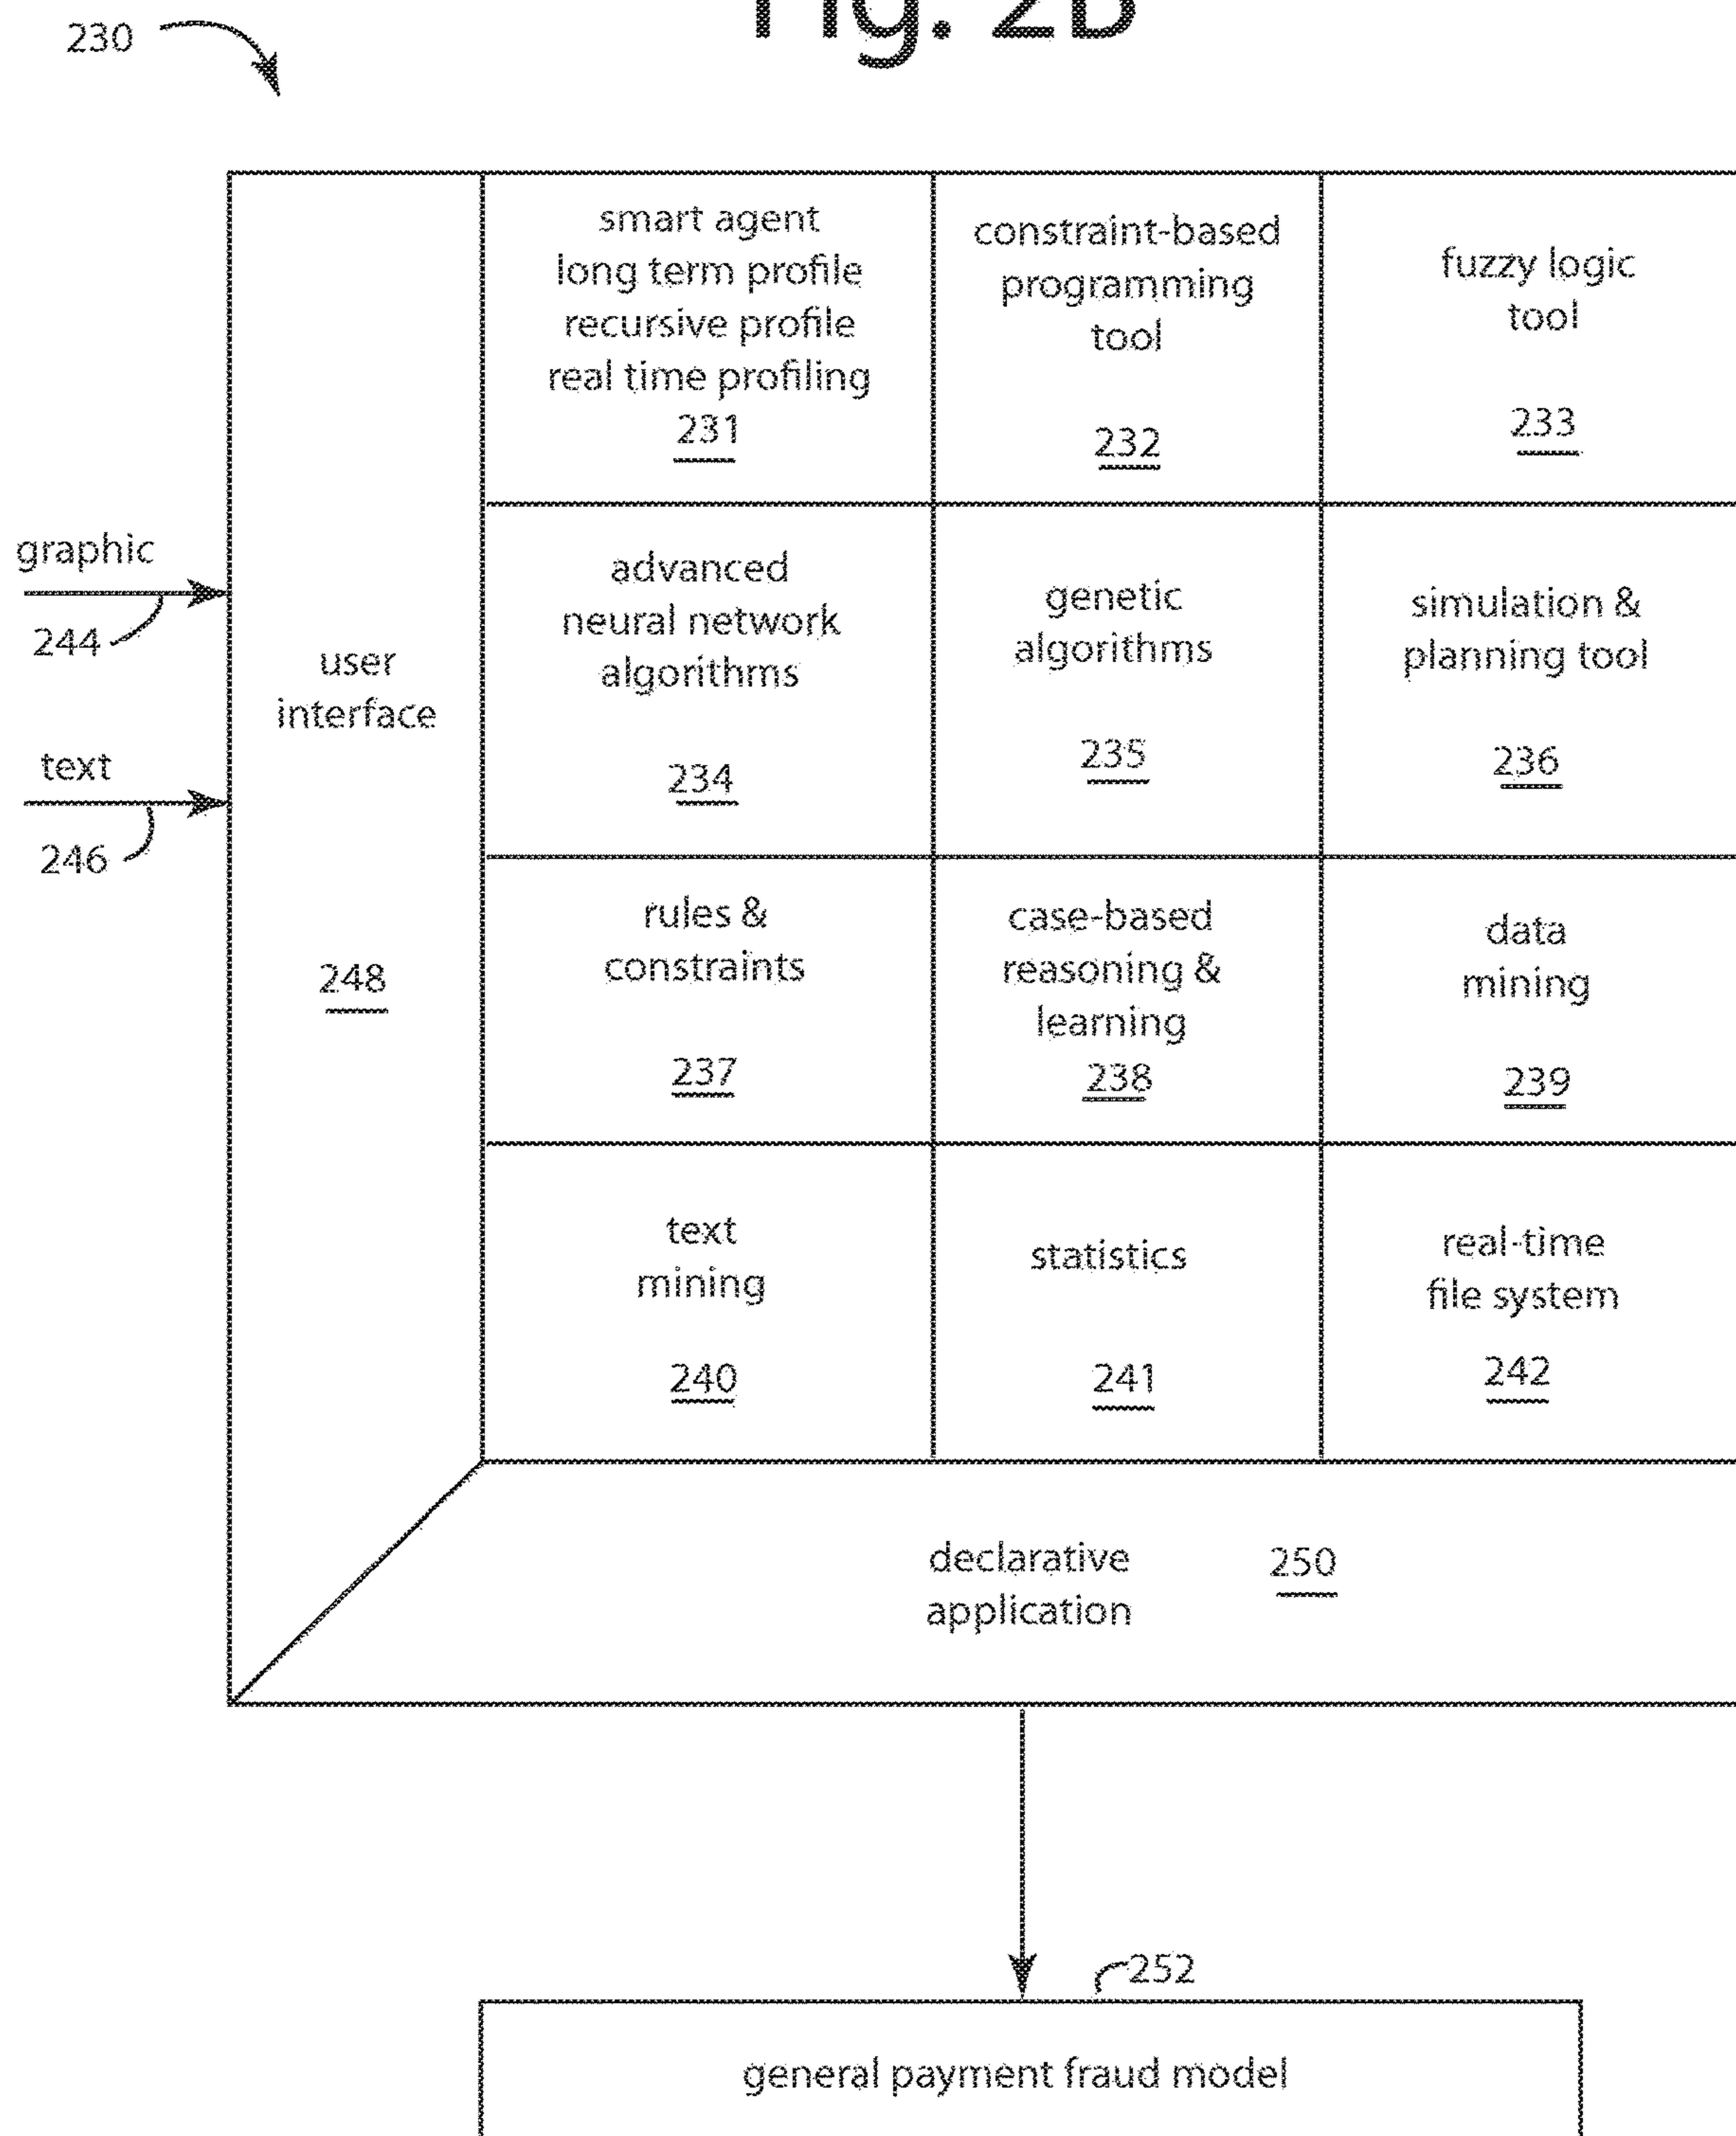 Fig. 2B
230
smart agent
long term profile
recursive profile
real time profiling
231
constraint-based
programming
tool
232
fuzzy logic
tool
233
graphic
244
text
246
user
interface
248
advanced
neural network
algorithms
234
genetic
algorithms
235
simulation &
planning tool
236
rules &
constraints
237
case-based
reasoning &
learning
238
data
mining
239
text
mining
240
statistics
241
real-time
file system
242
declarative
application
250
252
general payment fraud model